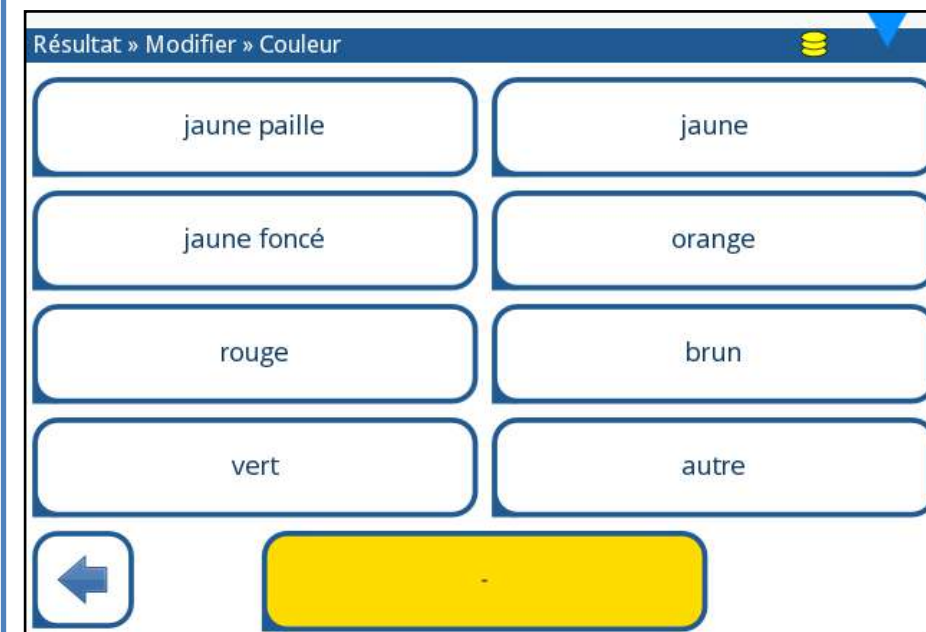 Résultat » Modifier » Couleur
jaune paille
jaune
jaune foncé
orange
rouge
brun
vert
autre
-